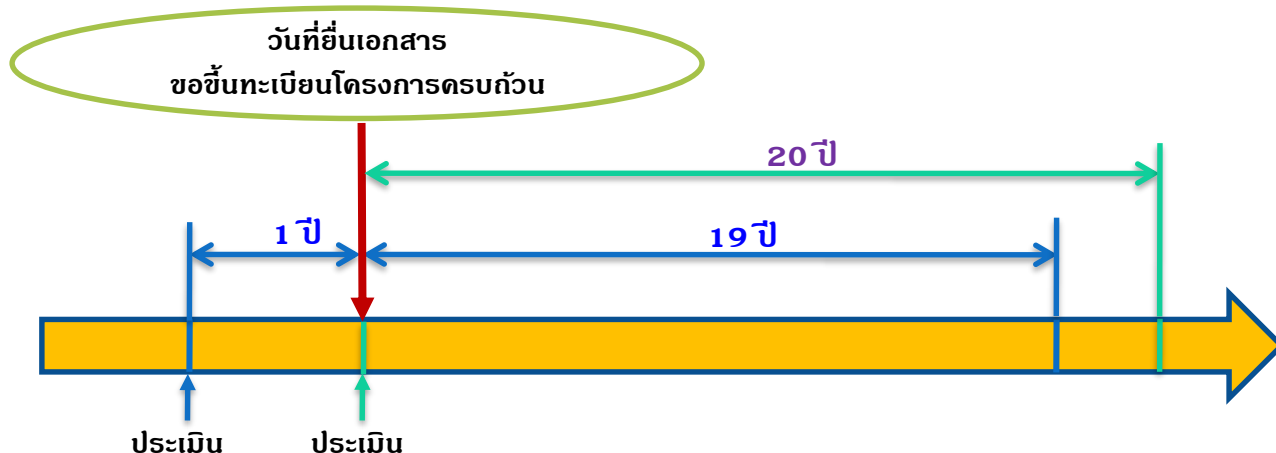 วันที่ยื่นเอกสาร
ขอขึ้นทะเบียนโครงการครบถ้วน
20 ปี
1 ปี
19 ปี
ประเมิน
ประเมิน